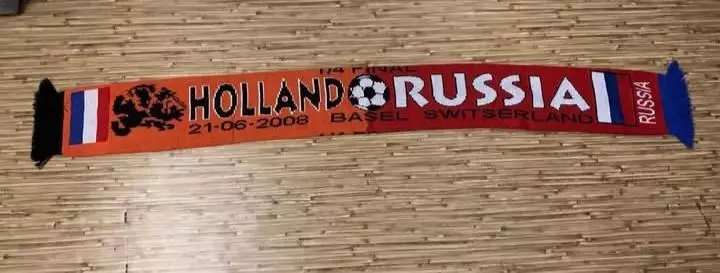 1/4 FINAL
HOLLAND RUSSIA
21-06-2008 BASEL SWITSERLAND
RUSSIA